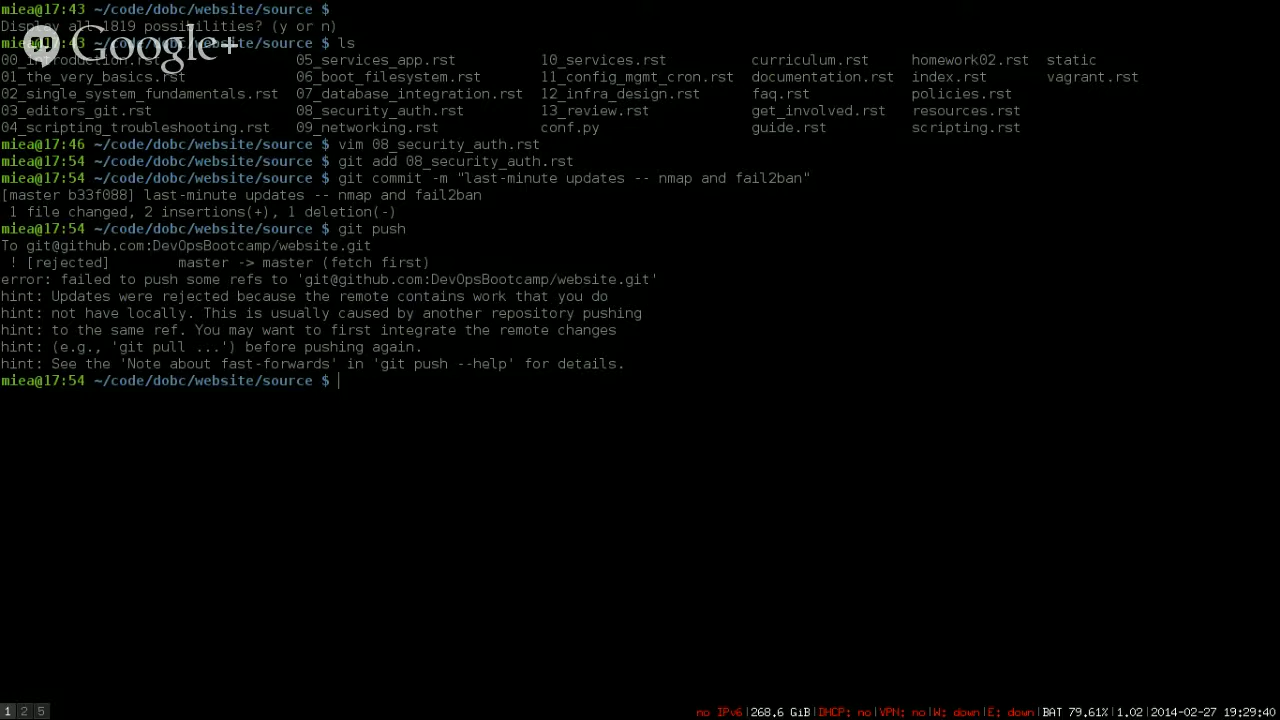 miea@17:43 ~/code/dobc/website/source $
Display all 1819 possibilities? (y or n)
miea@17:43 ~/code/dobc/website/source $ ls
Google+
00_introduction.rst 05_services_app.rst 10_services.rst curriculum.rst homework02.rst static
01_the_very_basics.rst 06_boot_filesystem.rst 11_config_mgmt_cron.rst documentation.rst index.rst vagrant.rst
02_single_system_fundamentals.rst 07_database_integration.rst 12_infra_design.rst faq.rst policies.rst
03_editors_git.rst 08_security_auth.rst 13_review.rst get_involved.rst resources.rst
04_scripting_troubleshooting.rst 09_networking.rst conf.py guide.rst scripting.rst
miea@17:46 ~/code/dobc/website/source $ vim 08_security_auth.rst
miea@17:54 ~/code/dobc/website/source $ git add 08_security_auth.rst
miea@17:54 ~/code/dobc/website/source $ git commit -m "last-minute updates -- nmap and fail2ban"
[master b33f088] last-minute updates -- nmap and fail2ban
1 file changed, 2 insertions(+), 1 deletion(-)
miea@17:54 ~/code/dobc/website/source $ git push
To git@github.com:DevOpsBootcamp/website.git
! [rejected] master -> master (fetch first)
error: failed to push some refs to 'git@github.com:DevOpsBootcamp/website.git'
hint: Updates were rejected because the remote contains work that you do
hint: not have locally. This is usually caused by another repository pushing
hint: to the same ref. You may want to first integrate the remote changes
hint: (e.g., 'git pull ...') before pushing again.
hint: See the 'Note about fast-forwards' in 'git push --help' for details.
miea@17:54 ~/code/dobc/website/source $
1 2 5 no IPv6|268.6 GiB|DHCP: no|VPN: no|W: down|E: down|BAT 79.61%|1.02|2014-02-27 19:29:40